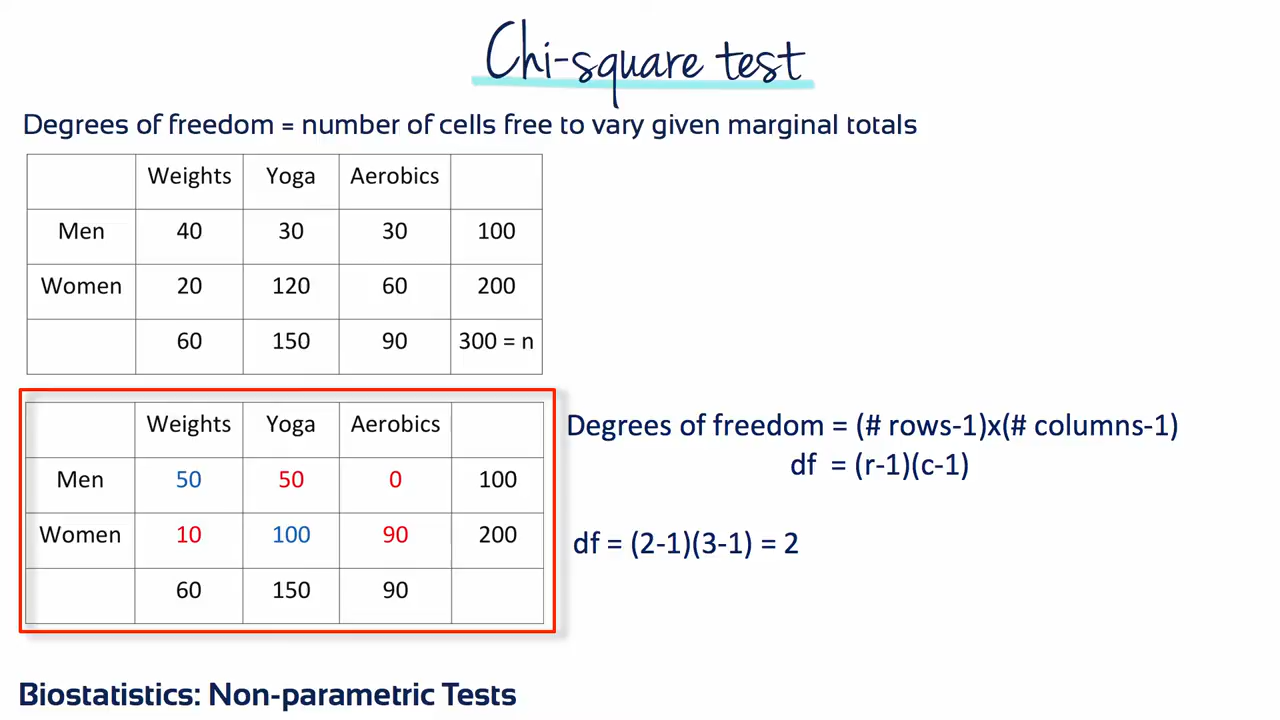 Chi-square test
Degrees of freedom = number of cells free to vary given marginal totals
Weights Yoga Aerobics
Men 40 30 30 100
Women 20 120 60 200
60 150 90 300 = n
Weights Yoga Aerobics
Men 50 50 0 100
Women 10 100 90 200
60 150 90
Degrees of freedom = (# rows-1)x(# columns-1)
df = (r-1)(c-1)
df = (2-1)(3-1) = 2
Biostatistics: Non-parametric Tests